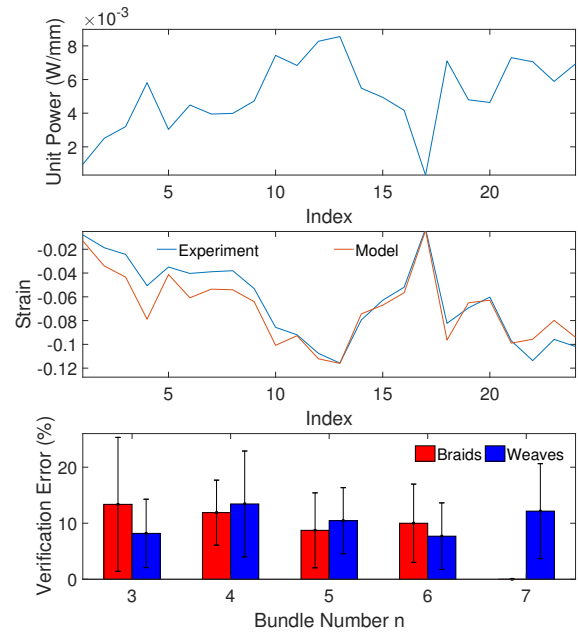 ×10⁻³
8
6
4
2
Unit Power (W/mm)
5 10 15 20
Index
-0.02
-0.04
-0.06
-0.08
-0.1
-0.12
Strain
Experiment Model
5 10 15 20
Index
20
10
0
Verification Error (%)
Braids Weaves
3 4 5 6 7
Bundle Number n